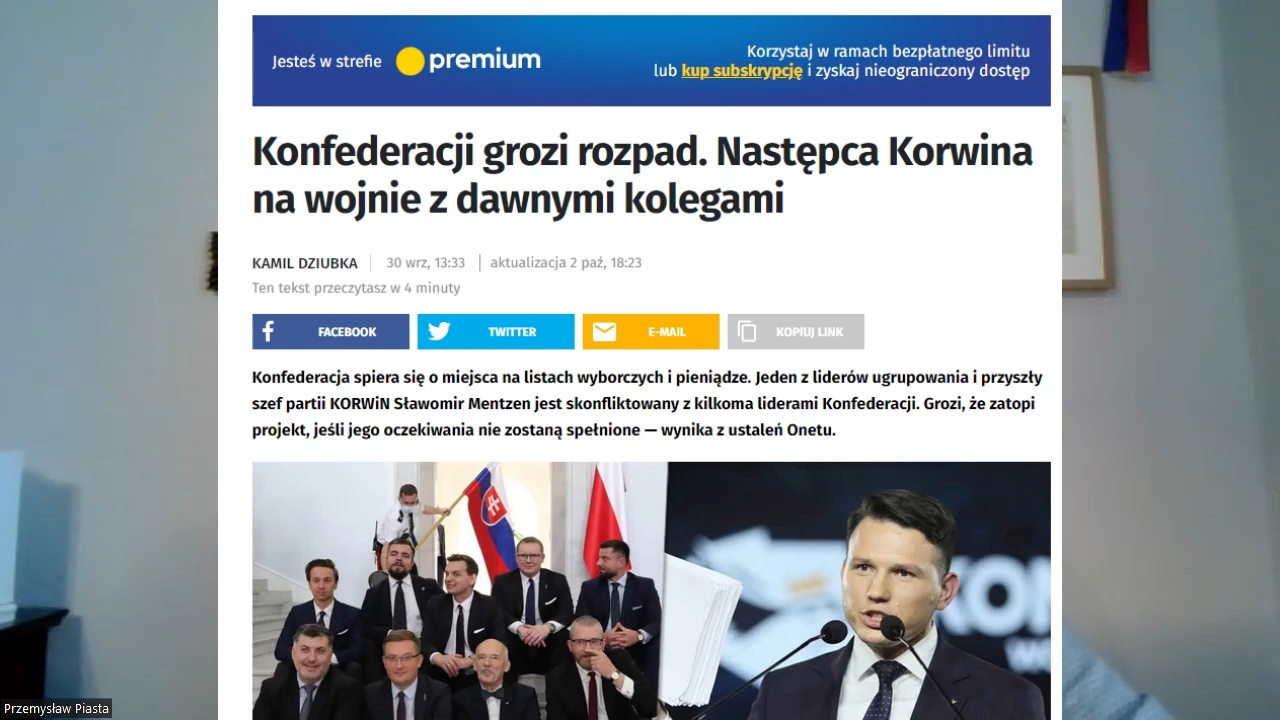 Jesteś w strefie premium
Korzystaj w ramach bezpłatnego limitu
lub kup subskrypcję i zyskaj nieograniczony dostęp
Konfederacji grozi rozpad. Następca Korwina
na wojnie z dawnymi kolegami
KAMIL DZIUBKA 30 wrz, 13:33 aktualizacja 2 paź, 18:23
Ten tekst przeczytasz w 4 minuty
FACEBOOK TWITTER E-MAIL KOPIUJ LINK
Konfederacja spiera się o miejsca na listach wyborczych i pieniądze. Jeden z liderów ugrupowania i przyszły
szef partii KORWiN Sławomir Mentzen jest skonfliktowany z kilkoma liderami Konfederacji. Grozi, że zatopi
projekt, jeśli jego oczekiwania nie zostaną spełnione — wynika z ustaleń Onetu.
Przemysław Piasta